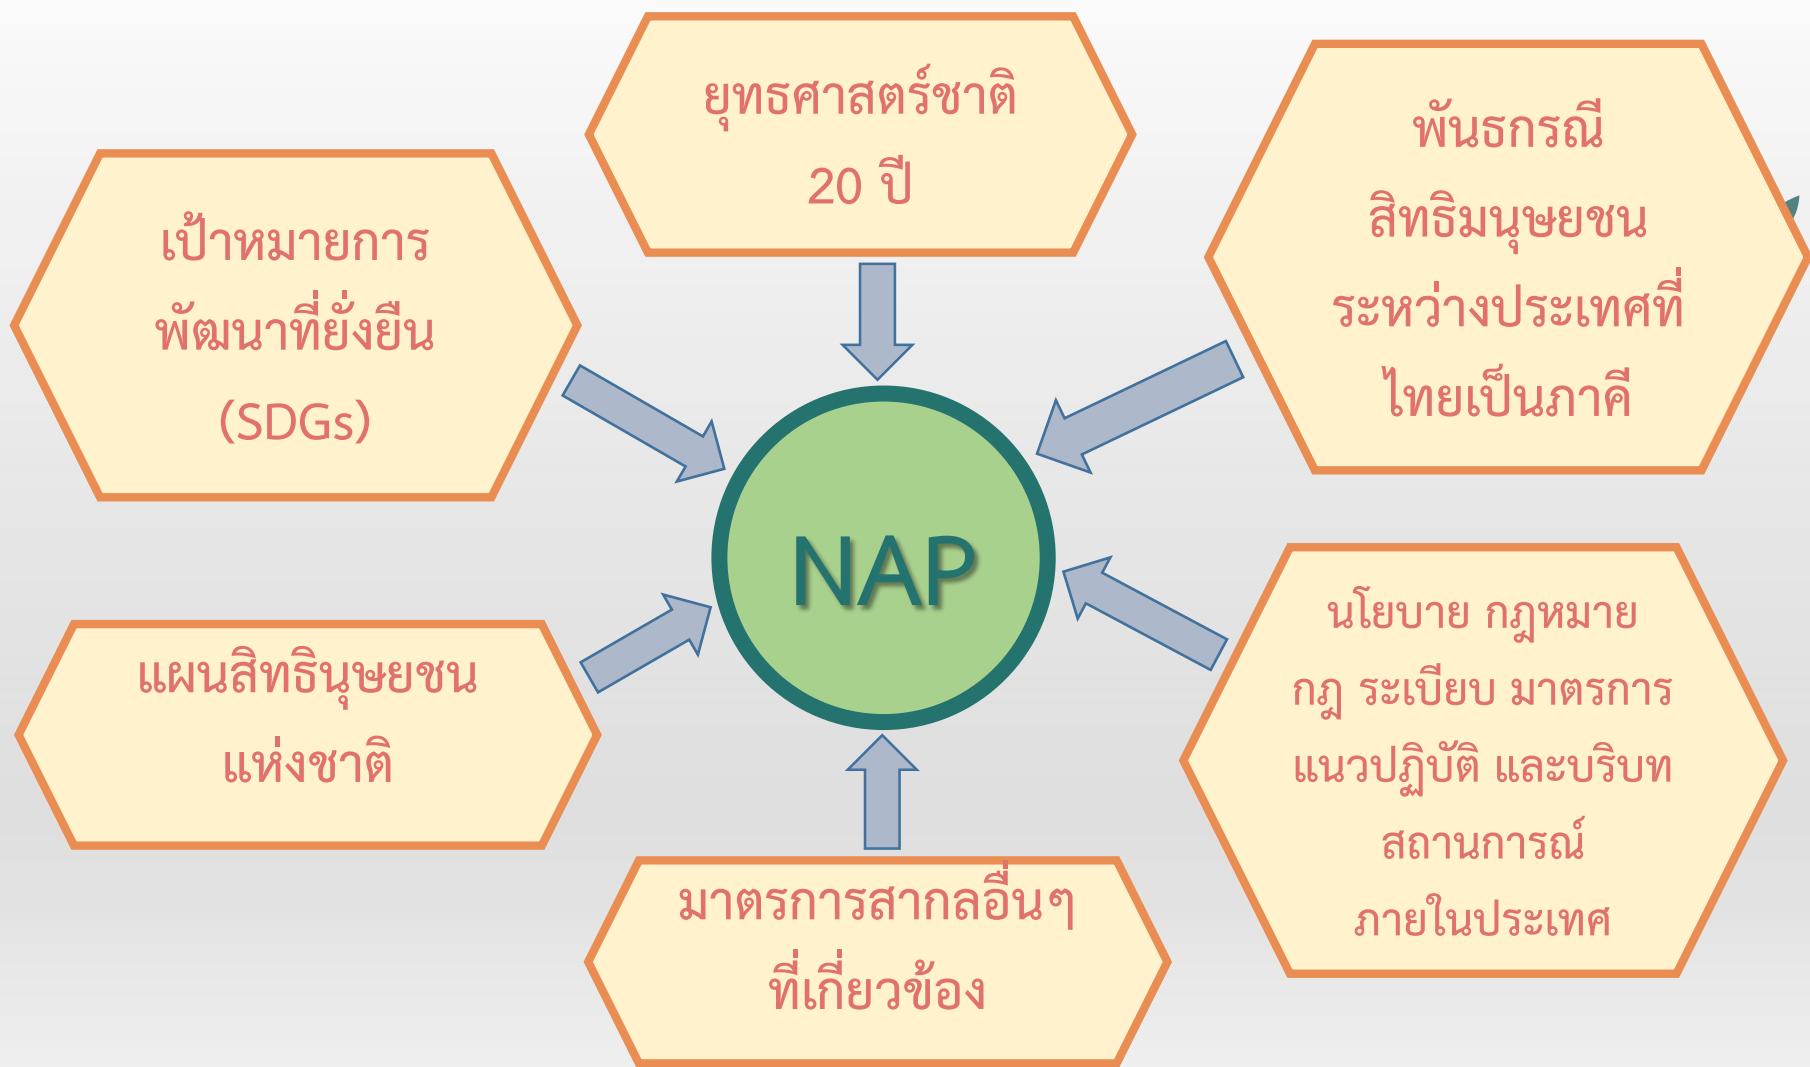 ยุทธศาสตร์ชาติ
20 ปี
พันธกรณี
สิทธิมนุษยชน
ระหว่างประเทศที่
ไทยเป็นภาคี
เป้าหมายการ
พัฒนาที่ยั่งยืน
(SDGs)
NAP
นโยบาย กฎหมาย
กฎ ระเบียบ มาตรการ
แนวปฏิบัติ และบริบท
สถานการณ์
ภายในประเทศ
แผนสิทธินุษยชน
แห่งชาติ
มาตรการสากลอื่นๆ
ที่เกี่ยวข้อง